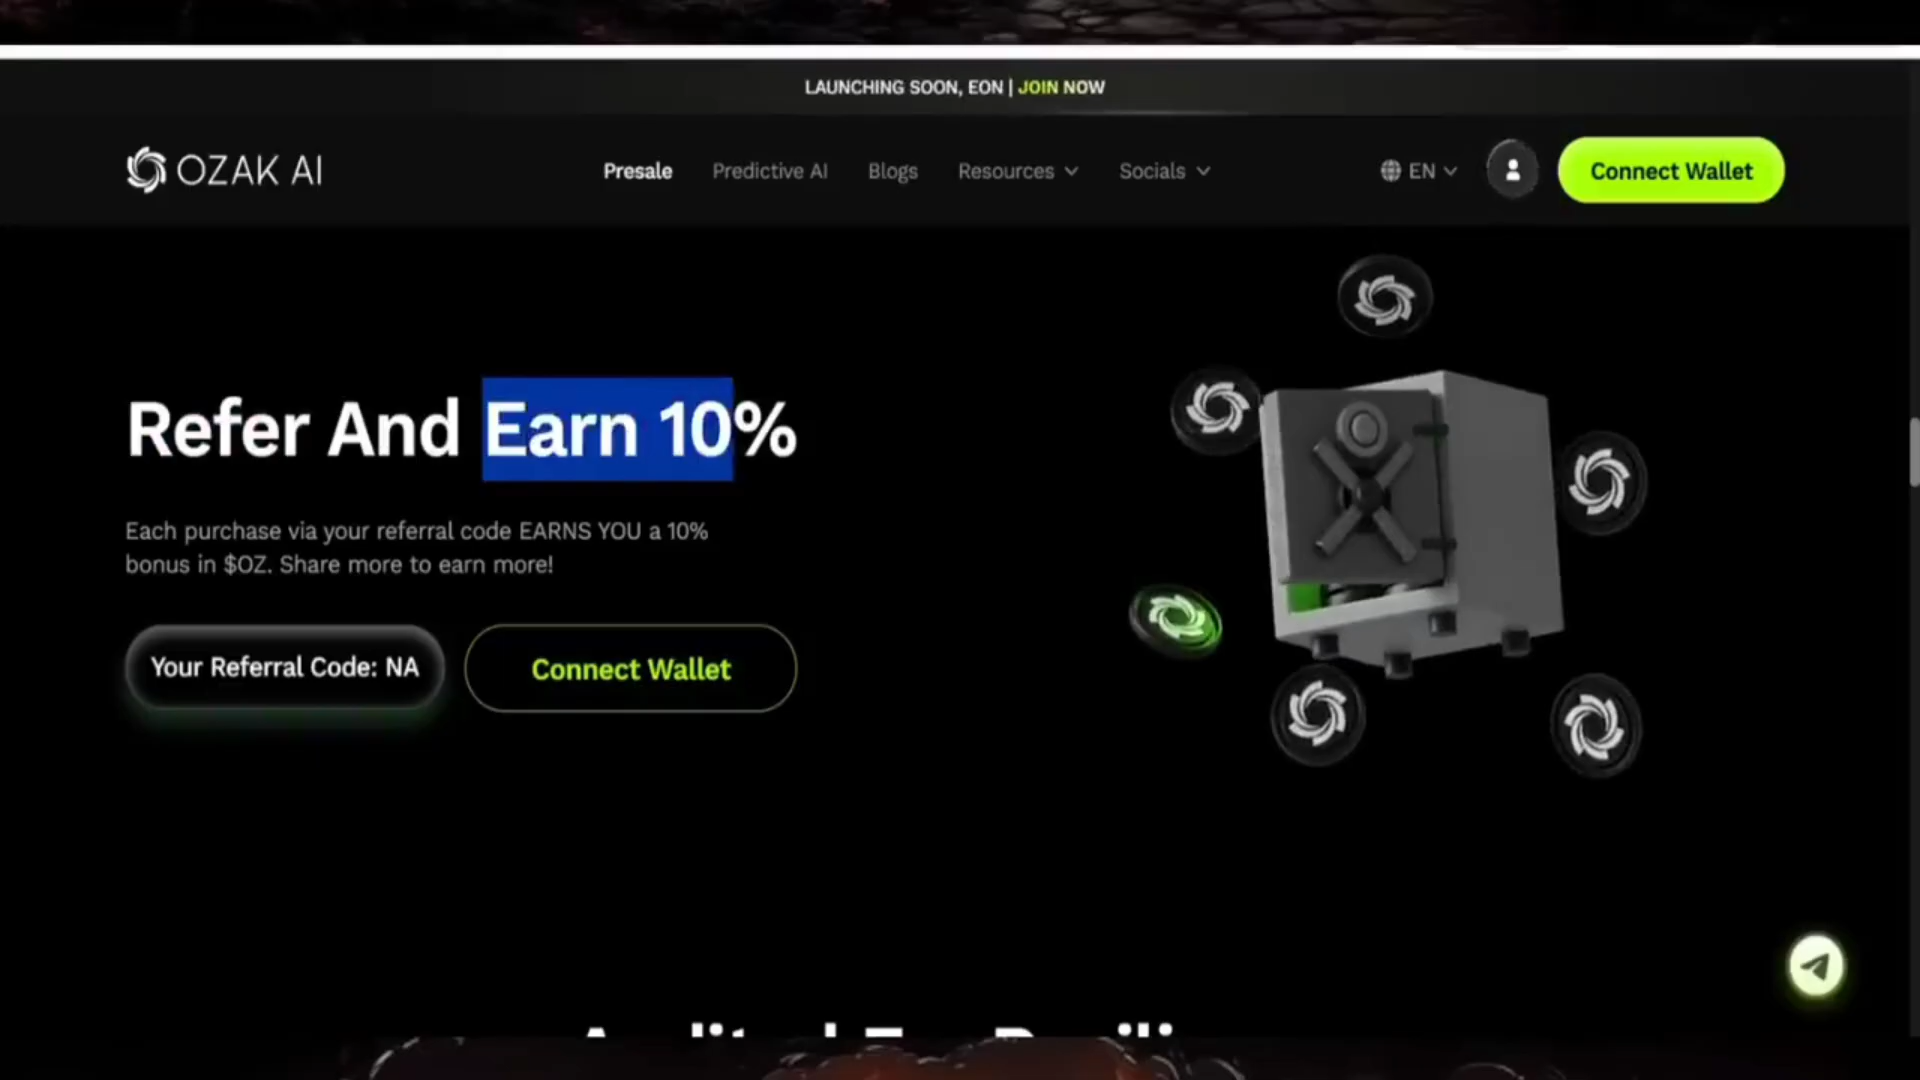 LAUNCHING SOON, EON | JOIN NOW
OZAK AI
Presale
Predictive AI
Blogs
Resources
Socials
EN
Connect Wallet
Refer And Earn 10%
Each purchase via your referral code EARNS YOU a 10%
bonus in $OZ. Share more to earn more!
Your Referral Code: NA
Connect Wallet